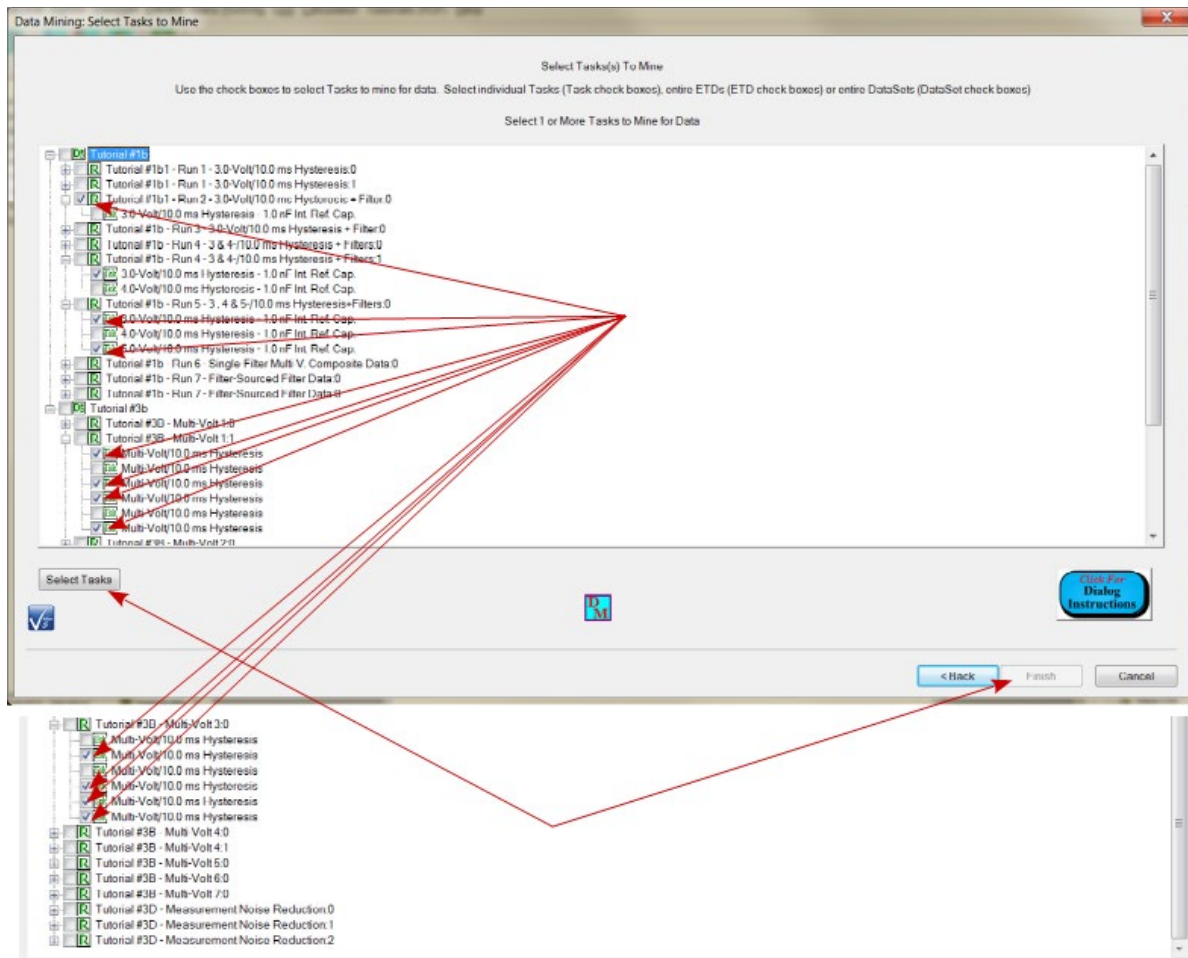 Data Mining: Select Tasks to Mine
Select Tasks(s) To Mine
Use the check boxes to select Tasks to mine for data. Select individual Tasks (Task check boxes), entire ETDs (ETD check boxes) or entire DataSets (DataSet check boxes)
Select 1 or More Tasks to Mine for Data
Tutorial #1b
Tutorial #1b1 - Run 1 - 3.0-Volt/10.0 ms Hysteresis:0
Tutorial #1b1 - Run 1 - 3.0-Volt/10.0 ms Hysteresis:1
Tutorial #1b1 - Run 2 - 3.0-Volt/10.0 ms Hysteresis + Filter:0
3.0-Volt/10.0 ms Hysteresis - 1.0 nF Int. Ref. Cap.
Tutorial #1b - Run 3 - 3.0-Volt/10.0 ms Hysteresis + Filter:0
Tutorial #1b - Run 4 - 3 & 4-/10.0 ms Hysteresis + Filters:0
Tutorial #1b - Run 4 - 3 & 4-/10.0 ms Hysteresis + Filters:1
3.0-Volt/10.0 ms Hysteresis - 1.0 nF Int. Ref. Cap.
4.0-Volt/10.0 ms Hysteresis - 1.0 nF Int. Ref. Cap.
Tutorial #1b - Run 5 - 3, 4 & 5-/10.0 ms Hysteresis+Filters:0
3.0-Volt/10.0 ms Hysteresis - 1.0 nF Int. Ref. Cap.
4.0-Volt/10.0 ms Hysteresis - 1.0 nF Int. Ref. Cap.
5.0-Volt/10.0 ms Hysteresis - 1.0 nF Int. Ref. Cap.
Tutorial #1b - Run 6 - Single Filter Multi V. Composite Data:0
Tutorial #1b - Run 7 - Filter-Sourced Filter Data:0
Tutorial #1b - Run 7 - Filter-Sourced Filter Data:0
Tutorial #3b
Tutorial #3D - Multi-Volt 1:0
Tutorial #3B - Multi-Volt 1:1
Multi-Volt/10.0 ms Hysteresis
Multi-Volt/10.0 ms Hysteresis
Multi-Volt/10.0 ms Hysteresis
Multi-Volt/10.0 ms Hysteresis
Multi-Volt/10.0 ms Hysteresis
Multi-Volt/10.0 ms Hysteresis
Tutorial #3B - Multi-Volt 2:0
Select Tasks
Click For
Dialog
Instructions
D
M
< Back
Finish
Cancel
Tutorial #3B - Multi-Volt 3:0
Multi-Volt/10.0 ms Hysteresis
Multi-Volt/10.0 ms Hysteresis
Multi-Volt/10.0 ms Hysteresis
Multi-Volt/10.0 ms Hysteresis
Multi-Volt/10.0 ms Hysteresis
Multi-Volt/10.0 ms Hysteresis
Tutorial #3B - Multi-Volt 4:0
Tutorial #3B - Multi-Volt 4:1
Tutorial #3B - Multi-Volt 5:0
Tutorial #3B - Multi-Volt 6:0
Tutorial #3B - Multi-Volt 7:0
Tutorial #3D - Measurement Noise Reduction:0
Tutorial #3D - Measurement Noise Reduction:1
Tutorial #3D - Measurement Noise Reduction:2